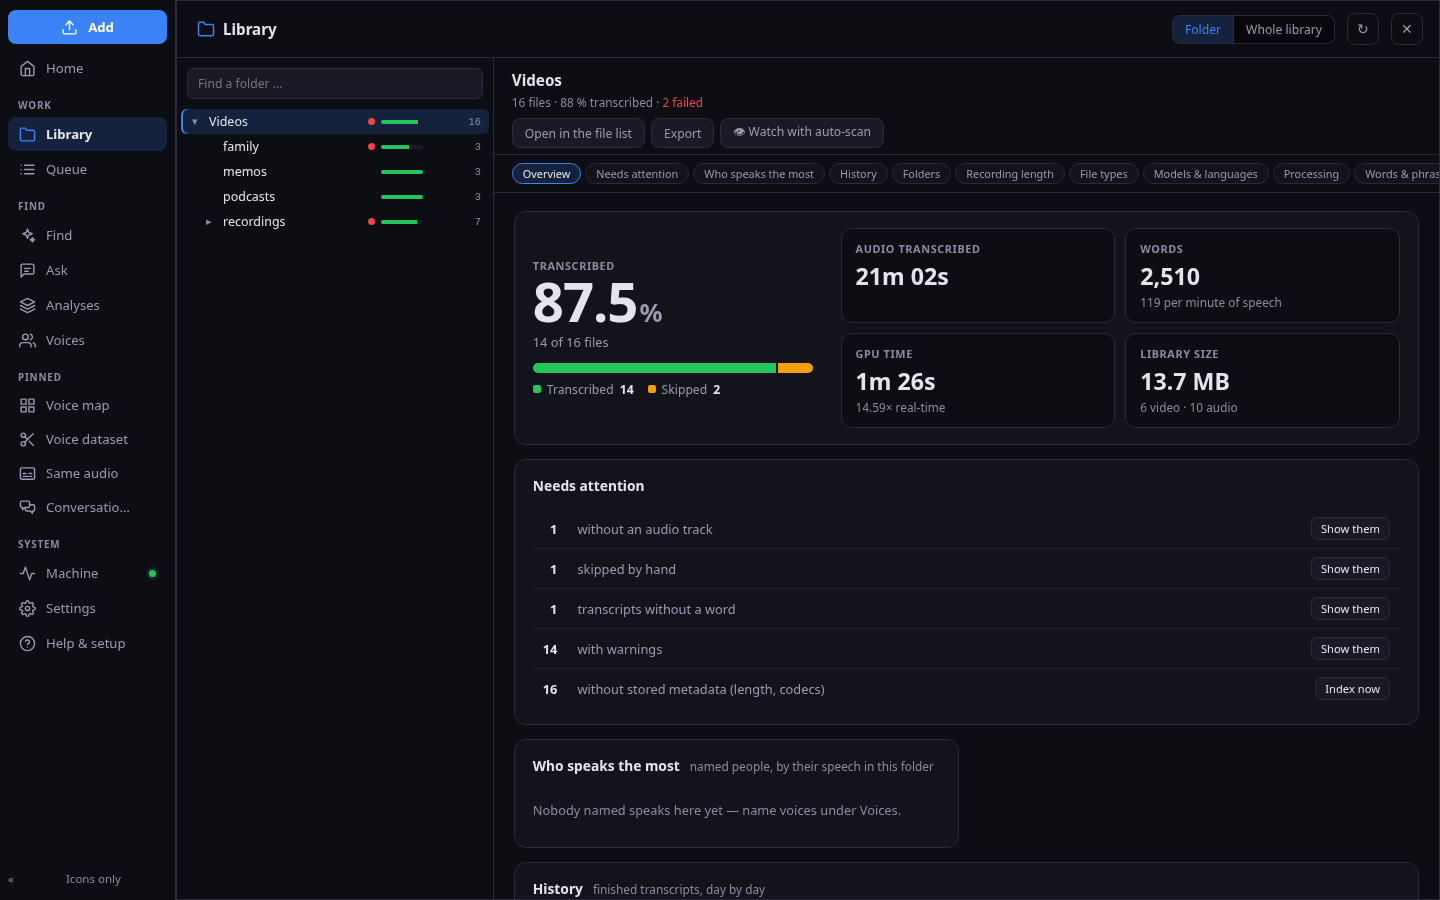 Add
Home
WORK
Library
Queue
FIND
Find
Ask
Analyses
Voices
PINNED
Voice map
Voice dataset
Same audio
Conversatio...
SYSTEM
Machine
Settings
Help & setup
« Icons only
Library
Folder Whole library ↻ ✕
Find a folder ...
▾ Videos 16
family 3
memos 3
podcasts 3
▸ recordings 7
Videos
16 files · 88 % transcribed · 2 failed
Open in the file list Export 👁 Watch with auto-scan
Overview Needs attention Who speaks the most History Folders Recording length File types Models & languages Processing Words & phras
TRANSCRIBED
87.5%
14 of 16 files
Transcribed 14 Skipped 2
AUDIO TRANSCRIBED
21m 02s
WORDS
2,510
119 per minute of speech
GPU TIME
1m 26s
14.59× real-time
LIBRARY SIZE
13.7 MB
6 video · 10 audio
Needs attention
1 without an audio track Show them
1 skipped by hand Show them
1 transcripts without a word Show them
14 with warnings Show them
16 without stored metadata (length, codecs) Index now
Who speaks the most named people, by their speech in this folder
Nobody named speaks here yet — name voices under Voices.
History finished transcripts, day by day